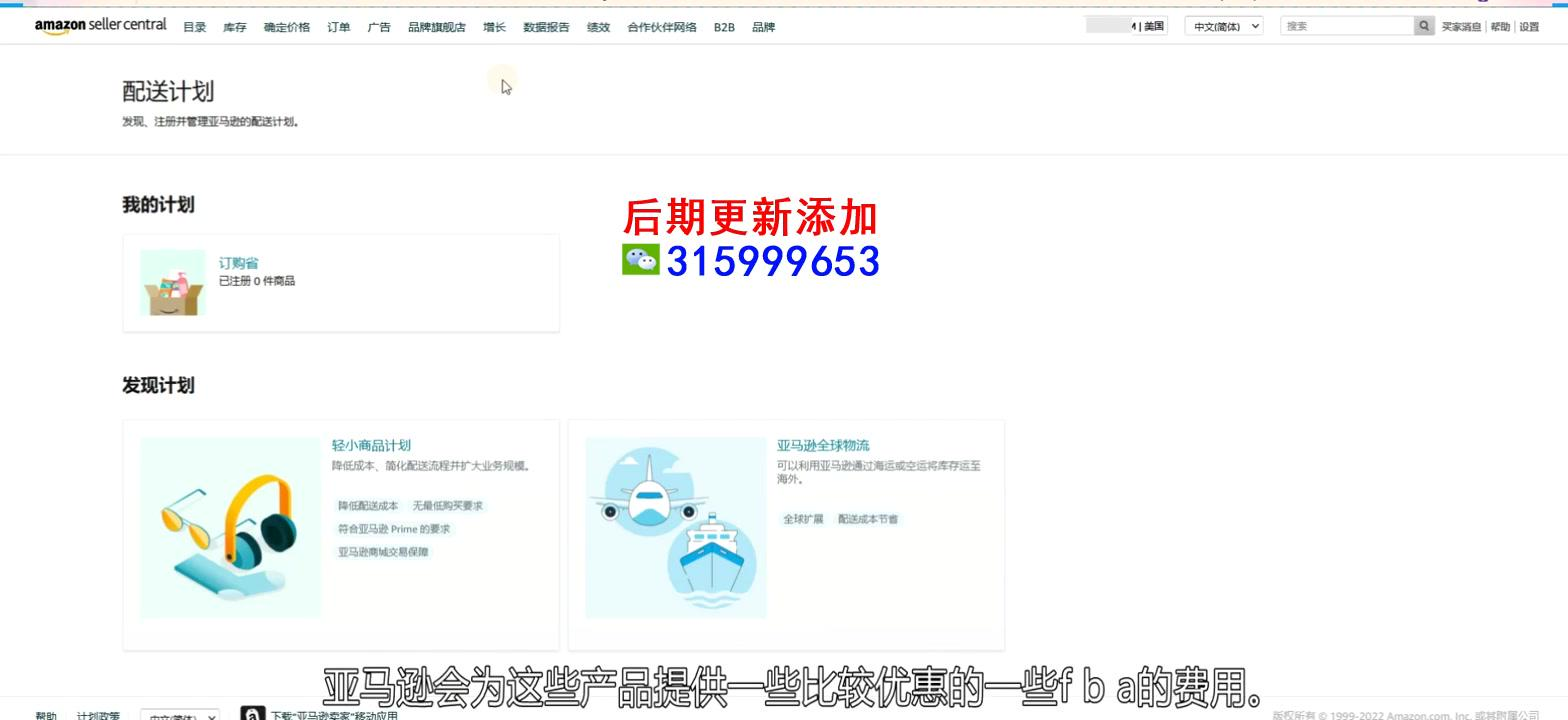 amazon seller central 目录 库存 确定价格 订单 广告 品牌旗舰店 增长 数据报告 绩效 合作伙伴网络 B2B 品牌 | 美国 中文(简体) 搜索 买家消息 | 帮助 | 设置
配送计划
发现、注册并管理亚马逊的配送计划。
我的计划
后期更新添加
315999653
订购省
已注册 0 件商品
发现计划
轻小商品计划
降低成本、简化配送流程并扩大业务规模。
降低配送成本 无最低购买要求
符合亚马逊 Prime 的要求
亚马逊商城交易保障
亚马逊全球物流
可以利用亚马逊通过海运或空运将库存运至
海外。
全球扩展 配送成本节省
亚马逊会为这些产品提供一些比较优惠的一些f b a的费用。
帮助 计划政策 中文(简体) a 下载"亚马逊卖家"移动应用 版权所有 © 1999-2022 Amazon.com, Inc. 或其附属公司